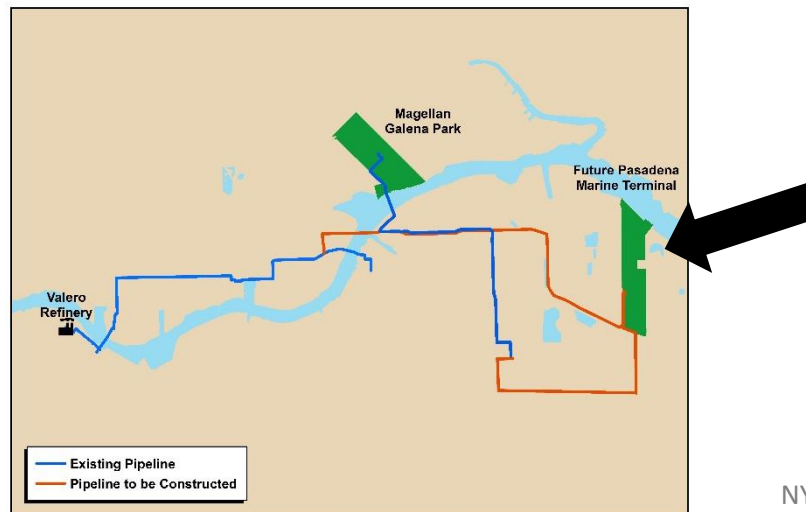 Magellan
Galena Park
Future Pasadena
Marine Terminal
Valero
Refinery
Existing Pipeline
Pipeline to be Constructed
NY